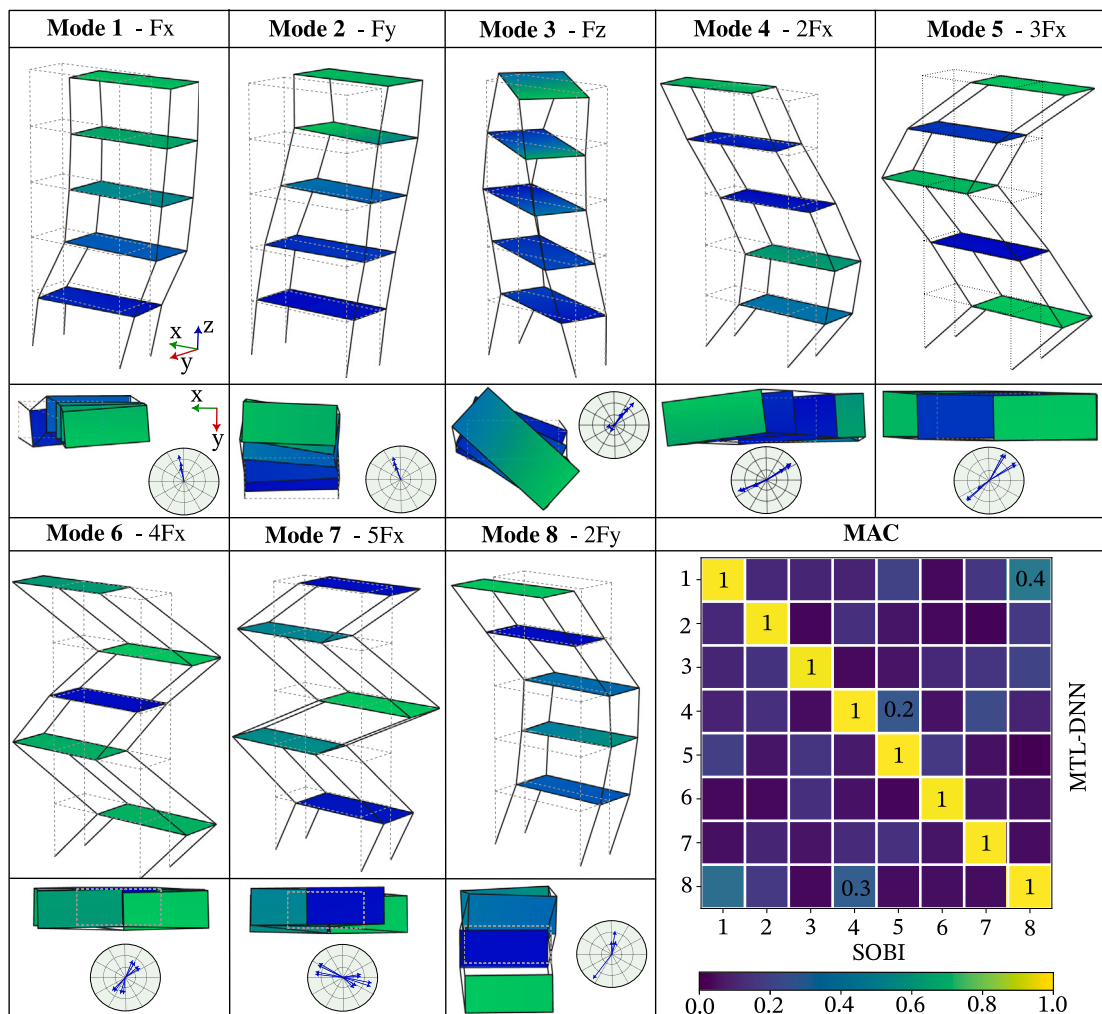 Mode 1 - Fx
Mode 2 - Fy
Mode 3 - Fz
Mode 4 - 2Fx
Mode 5 - 3Fx
x
z
y
x
y
Mode 6 - 4Fx
Mode 7 - 5Fx
Mode 8 - 2Fy
MAC
1
1
0.4
2
1
3
1
4
1
0.2
5
1
6
1
7
1
8
0.3
1
MTL-DNN
1 2 3 4 5 6 7 8
SOBI
0.0 0.2 0.4 0.6 0.8 1.0